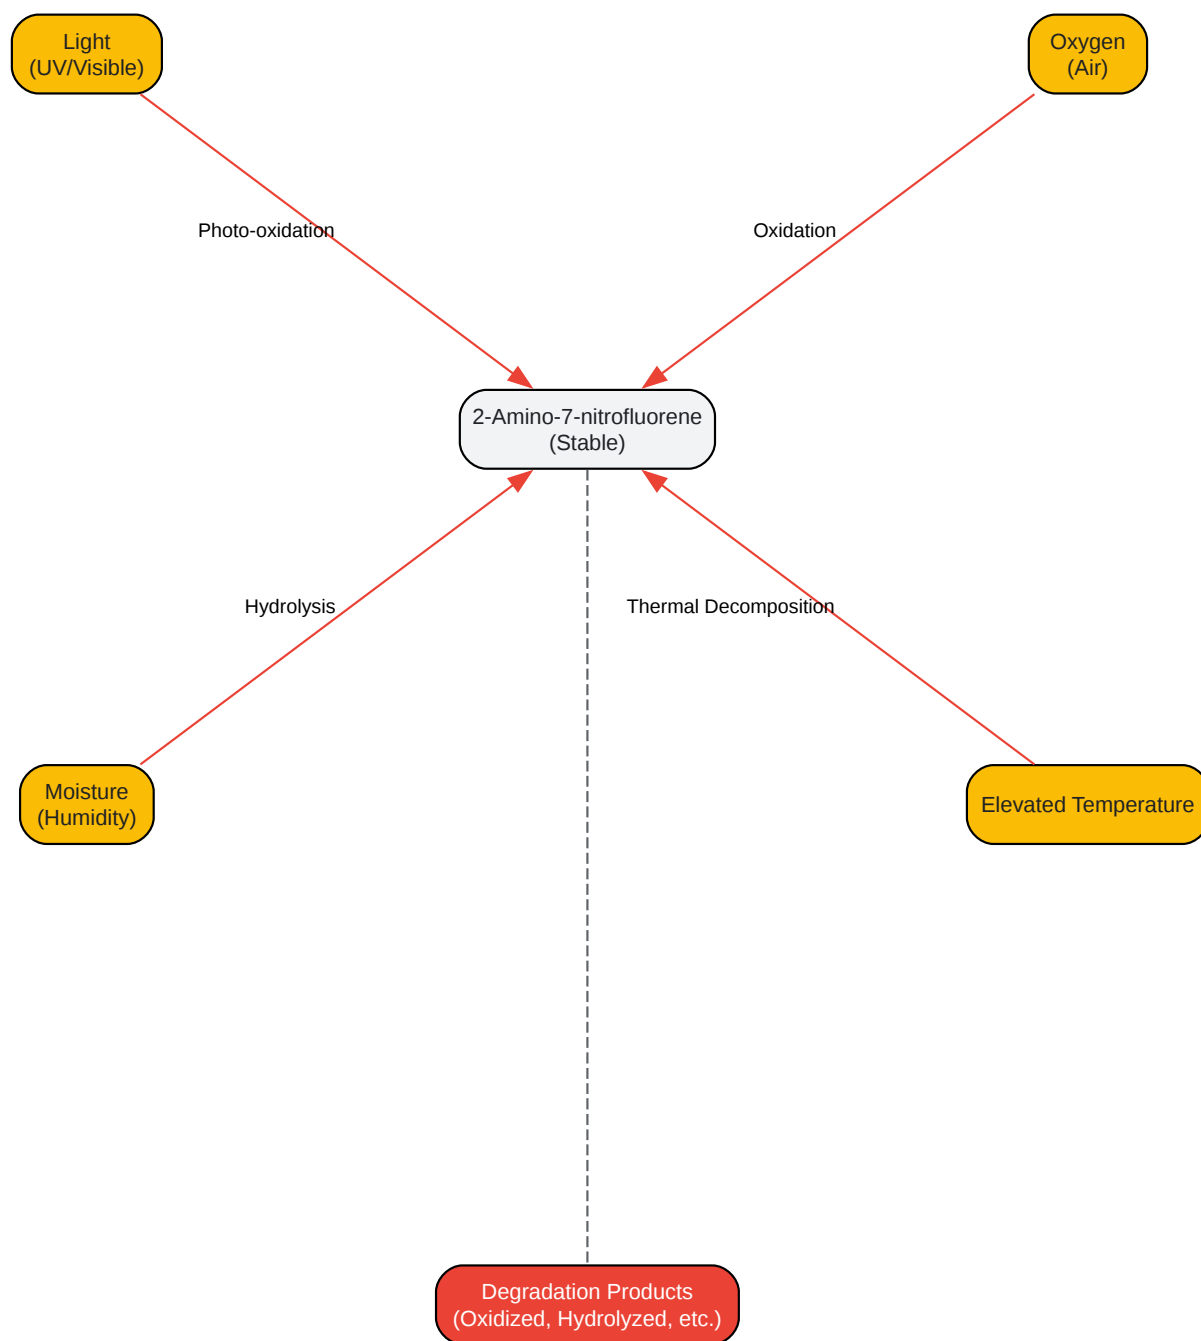 Light
(UV/Visible)
Oxygen
(Air)
Photo-oxidation
Oxidation
2-Amino-7-nitrofluorene
(Stable)
Hydrolysis
Thermal Decomposition
Moisture
(Humidity)
Elevated Temperature
Degradation Products
(Oxidized, Hydrolyzed, etc.)